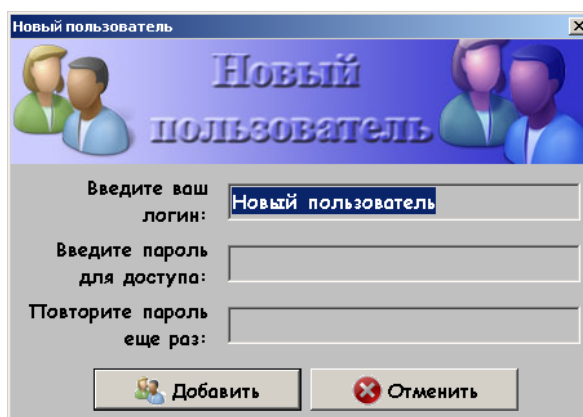 Новый пользователь
Новый
пользователь
Введите ваш
логин:
Новый пользователь
Введите пароль
для доступа:
Повторите пароль
еще раз:
Добавить
Отменить